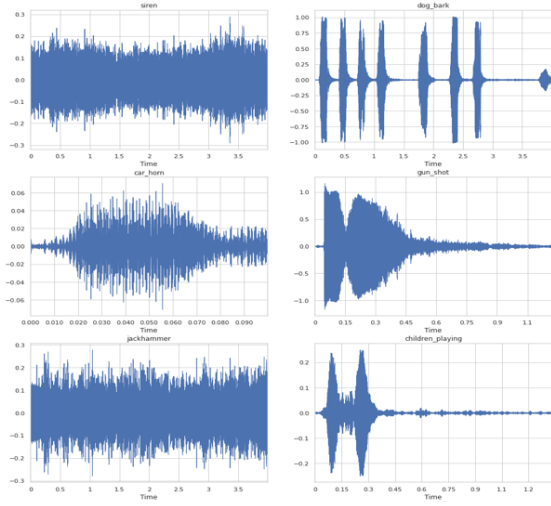 siren
0.3
0.2
0.1
0.0
−0.1
−0.2
−0.3
0 0.5 1 1.5 2 2.5 3 3.5
Time
dog_bark
1.00
0.75
0.50
0.25
0.00
−0.25
−0.50
−0.75
−1.00
0 0.5 1 1.5 2 2.5 3 3.5
Time
car_horn
0.06
0.04
0.02
0.00
−0.02
−0.04
−0.06
0.000 0.010 0.020 0.030 0.040 0.050 0.060 0.070 0.080 0.090
Time
gun_shot
1.0
0.5
0.0
−0.5
−1.0
0 0.15 0.3 0.45 0.6 0.75 0.9 1.1 1.2
Time
jackhammer
0.3
0.2
0.1
0.0
−0.1
−0.2
−0.3
0 0.5 1 1.5 2 2.5 3 3.5
Time
children_playing
0.2
0.1
0.0
−0.1
−0.2
0 0.15 0.3 0.45 0.6 0.75 0.9 1.1 1.2
Time